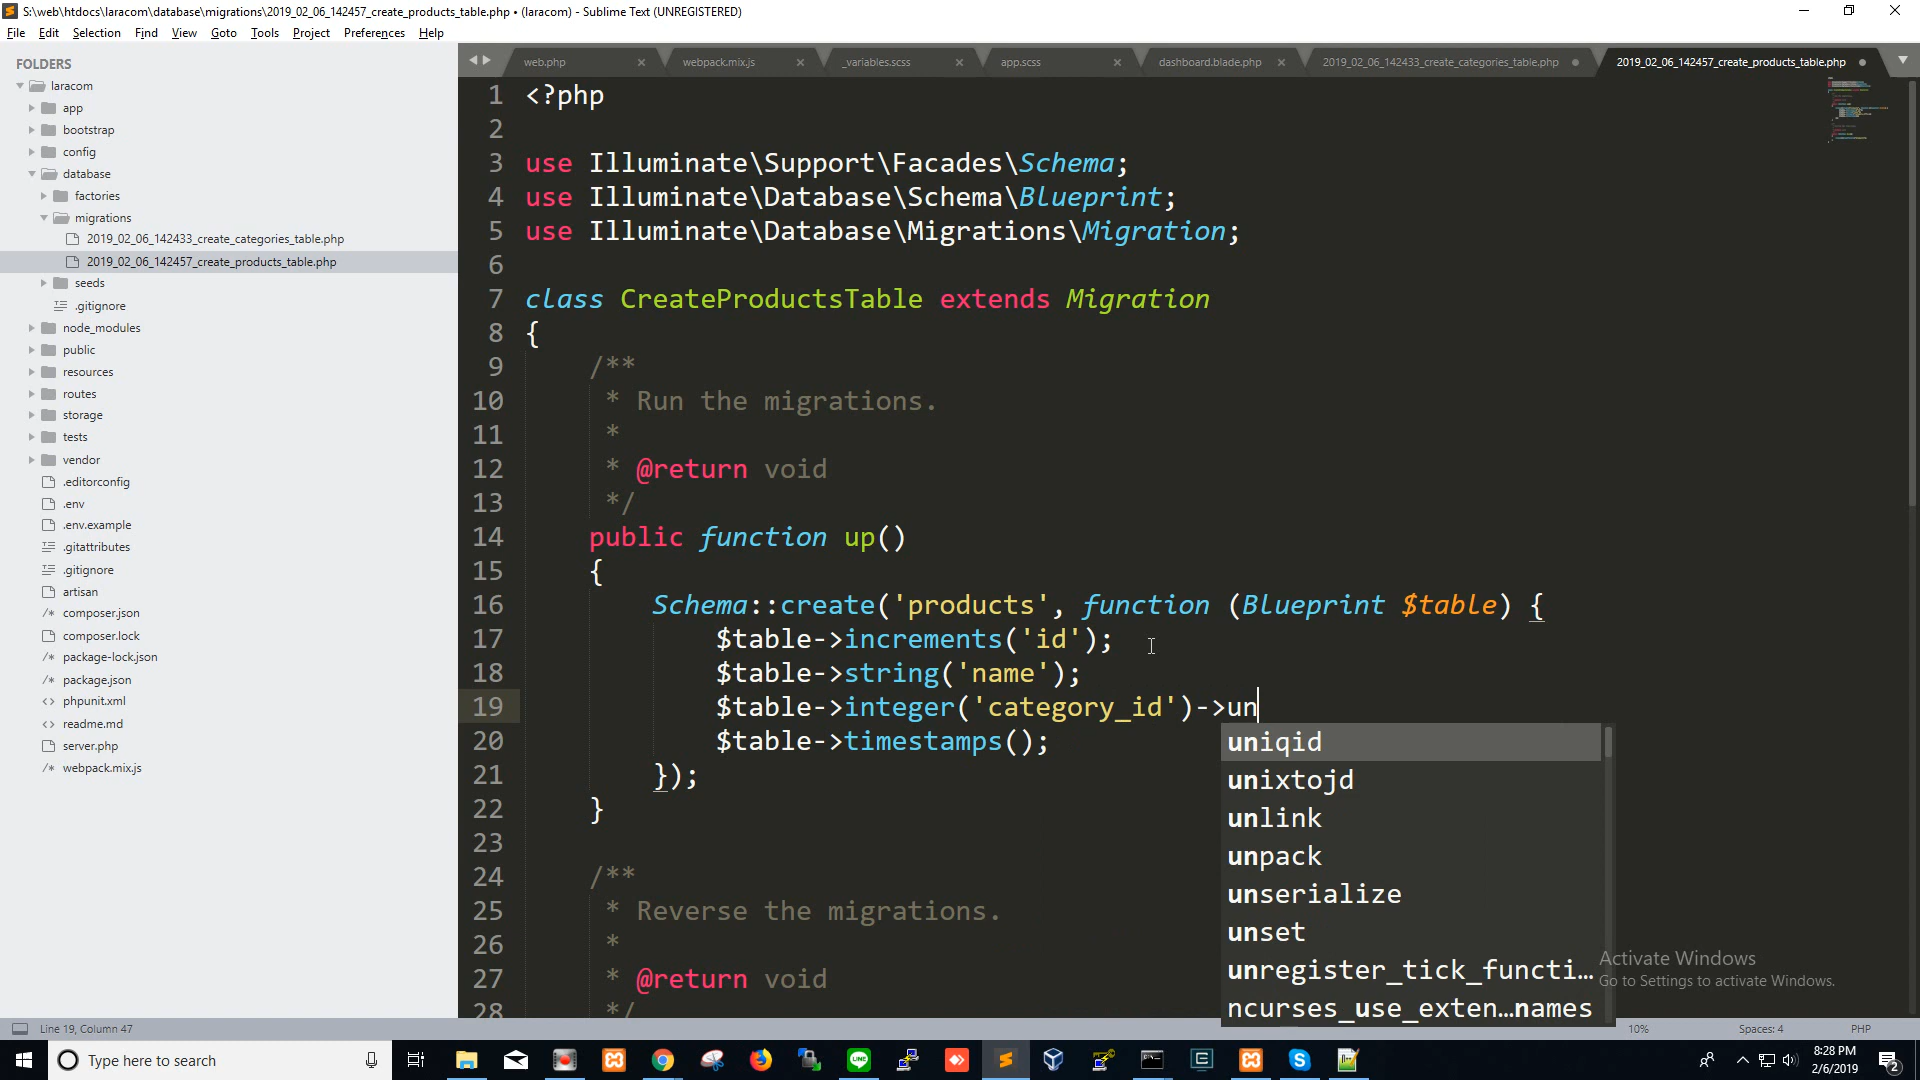 S:\web\htdocs\laracom\database\migrations\2019_02_06_142457_create_products_table.php • (laracom) - Sublime Text (UNREGISTERED)
File Edit Selection Find View Goto Tools Project Preferences Help
FOLDERS
laracom
app
bootstrap
config
database
factories
migrations
2019_02_06_142433_create_categories_table.php
2019_02_06_142457_create_products_table.php
seeds
.gitignore
node_modules
public
resources
routes
storage
tests
vendor
.editorconfig
.env
.env.example
.gitattributes
.gitignore
artisan
composer.json
composer.lock
package-lock.json
package.json
phpunit.xml
readme.md
server.php
webpack.mix.js
web.php webpack.mix.js _variables.scss app.scss dashboard.blade.php 2019_02_06_142433_create_categories_table.php 2019_02_06_142457_create_products_table.php
1 <?php
2
3 use Illuminate\Support\Facades\Schema;
4 use Illuminate\Database\Schema\Blueprint;
5 use Illuminate\Database\Migrations\Migration;
6
7 class CreateProductsTable extends Migration
8 {
9 /**
10 * Run the migrations.
11 *
12 * @return void
13 */
14 public function up()
15 {
16 Schema::create('products', function (Blueprint $table) {
17 $table->increments('id');
18 $table->string('name');
19 $table->integer('category_id')->un
20 $table->timestamps();
21 });
22 }
23
24 /**
25 * Reverse the migrations.
26 *
27 * @return void
28 */
uniqid
unixtojd
unlink
unpack
unserialize
unset
unregister_tick_functi…
ncurses_use_exten…names
Activate Windows
Go to Settings to activate Windows.
Line 19, Column 47 10% Spaces: 4 PHP
Type here to search
8:28 PM
2/6/2019
2